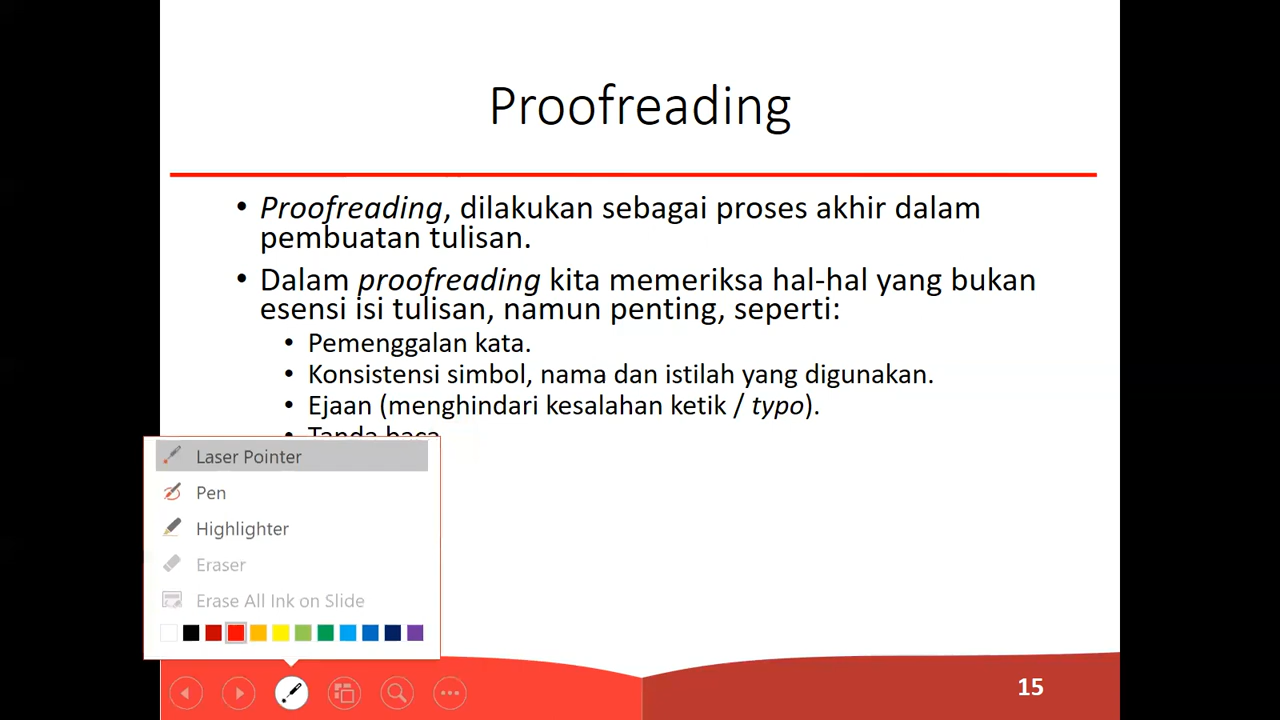 Proofreading
• Proofreading, dilakukan sebagai proses akhir dalam
pembuatan tulisan.
• Dalam proofreading kita memeriksa hal-hal yang bukan
esensi isi tulisan, namun penting, seperti:
• Pemenggalan kata.
• Konsistensi simbol, nama dan istilah yang digunakan.
• Ejaan (menghindari kesalahan ketik / typo).
• Tanda baca
Laser Pointer
Pen
Highlighter
Eraser
Erase All Ink on Slide
15